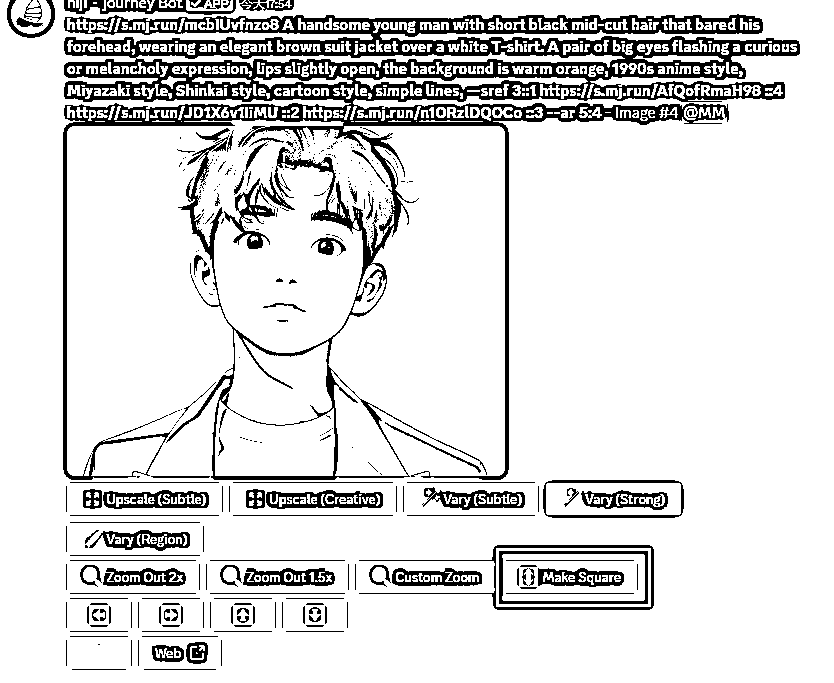 niji - journey Bot APP 今天17:54
https://s.mj.run/mcbIUvfnzo8 A handsome young man with short black mid-cut hair that bared his
forehead, wearing an elegant brown suit jacket over a white T-shirt. A pair of big eyes flashing a curious
or melancholy expression, lips slightly open, the background is warm orange, 1990s anime style,
Miyazaki style, Shinkai style, cartoon style, simple lines, —sref 3::1 https://s.mj.run/AfQofRmaH98 ::4
::2 https://s.mj.run/n1ORzlDQOCo ::3 --ar 5:4 - Image #4 @MM
Upscale (Subtle) Upscale (Creative) Vary (Subtle) Vary (Strong)
Vary (Region)
Zoom Out 2x Zoom Out 1.5x Custom Zoom Make Square
Web